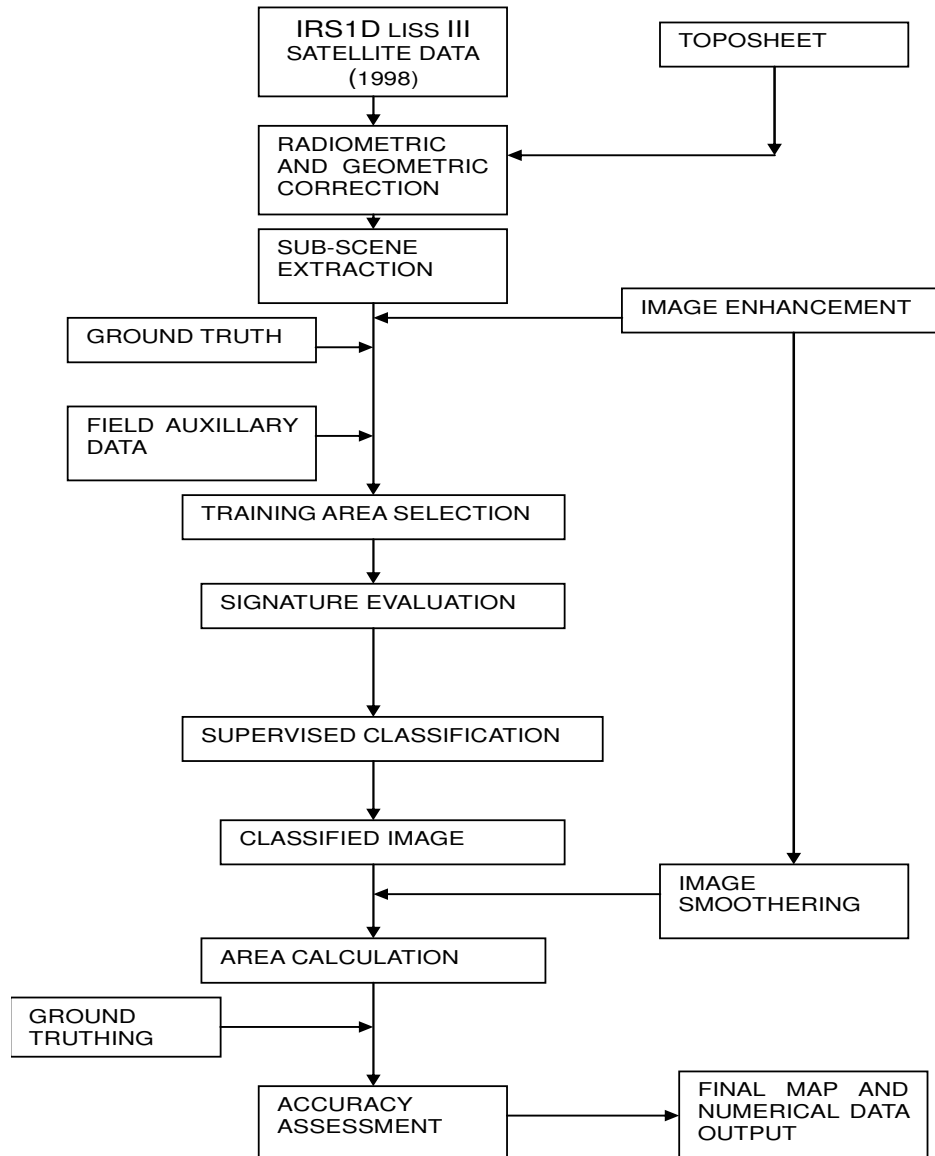 IRS1D LISS III
SATELLITE DATA
(1998)
TOPOSHEET
RADIOMETRIC
AND GEOMETRIC
CORRECTION
SUB-SCENE
EXTRACTION
IMAGE ENHANCEMENT
GROUND TRUTH
FIELD AUXILLARY
DATA
TRAINING AREA SELECTION
SIGNATURE EVALUATION
SUPERVISED CLASSIFICATION
CLASSIFIED IMAGE
IMAGE
SMOOTHERING
AREA CALCULATION
GROUND
TRUTHING
ACCURACY
ASSESSMENT
FINAL MAP AND
NUMERICAL DATA
OUTPUT